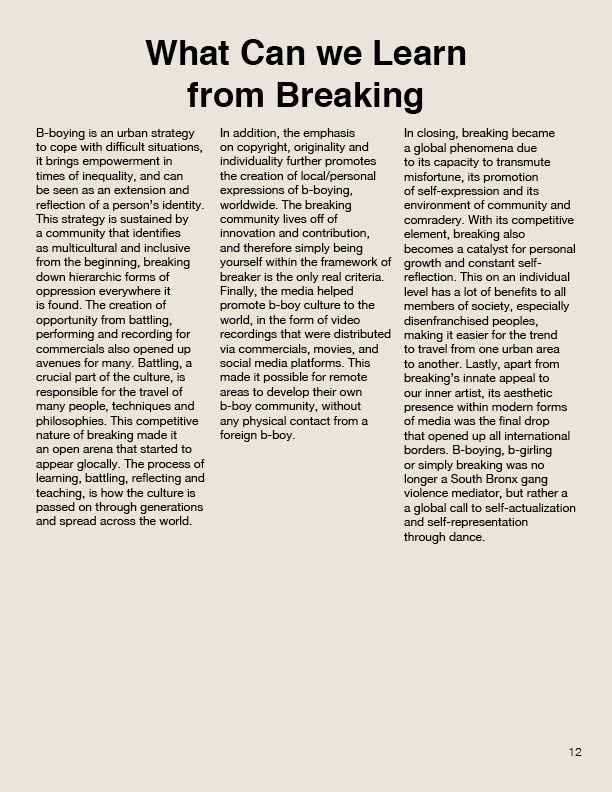 What Can we Learn
from Breaking
B-boying is an urban strategy
to cope with difficult situations,
it brings empowerment in
times of inequality, and can
be seen as an extension and
reflection of a person's identity.
This strategy is sustained by
a community that identifies
as multicultural and inclusive
from the beginning, breaking
down hierarchic forms of
oppression everywhere it
is found. The creation of
opportunity from battling,
performing and recording for
commercials also opened up
avenues for many. Battling, a
crucial part of the culture, is
responsible for the travel of
many people, techniques and
philosophies. This competitive
nature of breaking made it
an open arena that started to
appear glocally. The process of
learning, battling, reflecting and
teaching, is how the culture is
passed on through generations
and spread across the world.
In addition, the emphasis
on copyright, originality and
individuality further promotes
the creation of local/personal
expressions of b-boying,
worldwide. The breaking
community lives off of
innovation and contribution,
and therefore simply being
yourself within the framework of
breaker is the only real criteria.
Finally, the media helped
promote b-boy culture to the
world, in the form of video
recordings that were distributed
via commercials, movies, and
social media platforms. This
made it possible for remote
areas to develop their own
b-boy community, without
any physical contact from a
foreign b-boy.
In closing, breaking became
a global phenomena due
to its capacity to transmute
misfortune, its promotion
of self-expression and its
environment of community and
comradery. With its competitive
element, breaking also
becomes a catalyst for personal
growth and constant self-
reflection. This on an individual
level has a lot of benefits to all
members of society, especially
disenfranchised peoples,
making it easier for the trend
to travel from one urban area
to another. Lastly, apart from
breaking's innate appeal to
our inner artist, its aesthetic
presence within modern forms
of media was the final drop
that opened up all international
borders. B-boying, b-girling
or simply breaking was no
longer a South Bronx gang
violence mediator, but rather a
a global call to self-actualization
and self-representation
through dance.
12